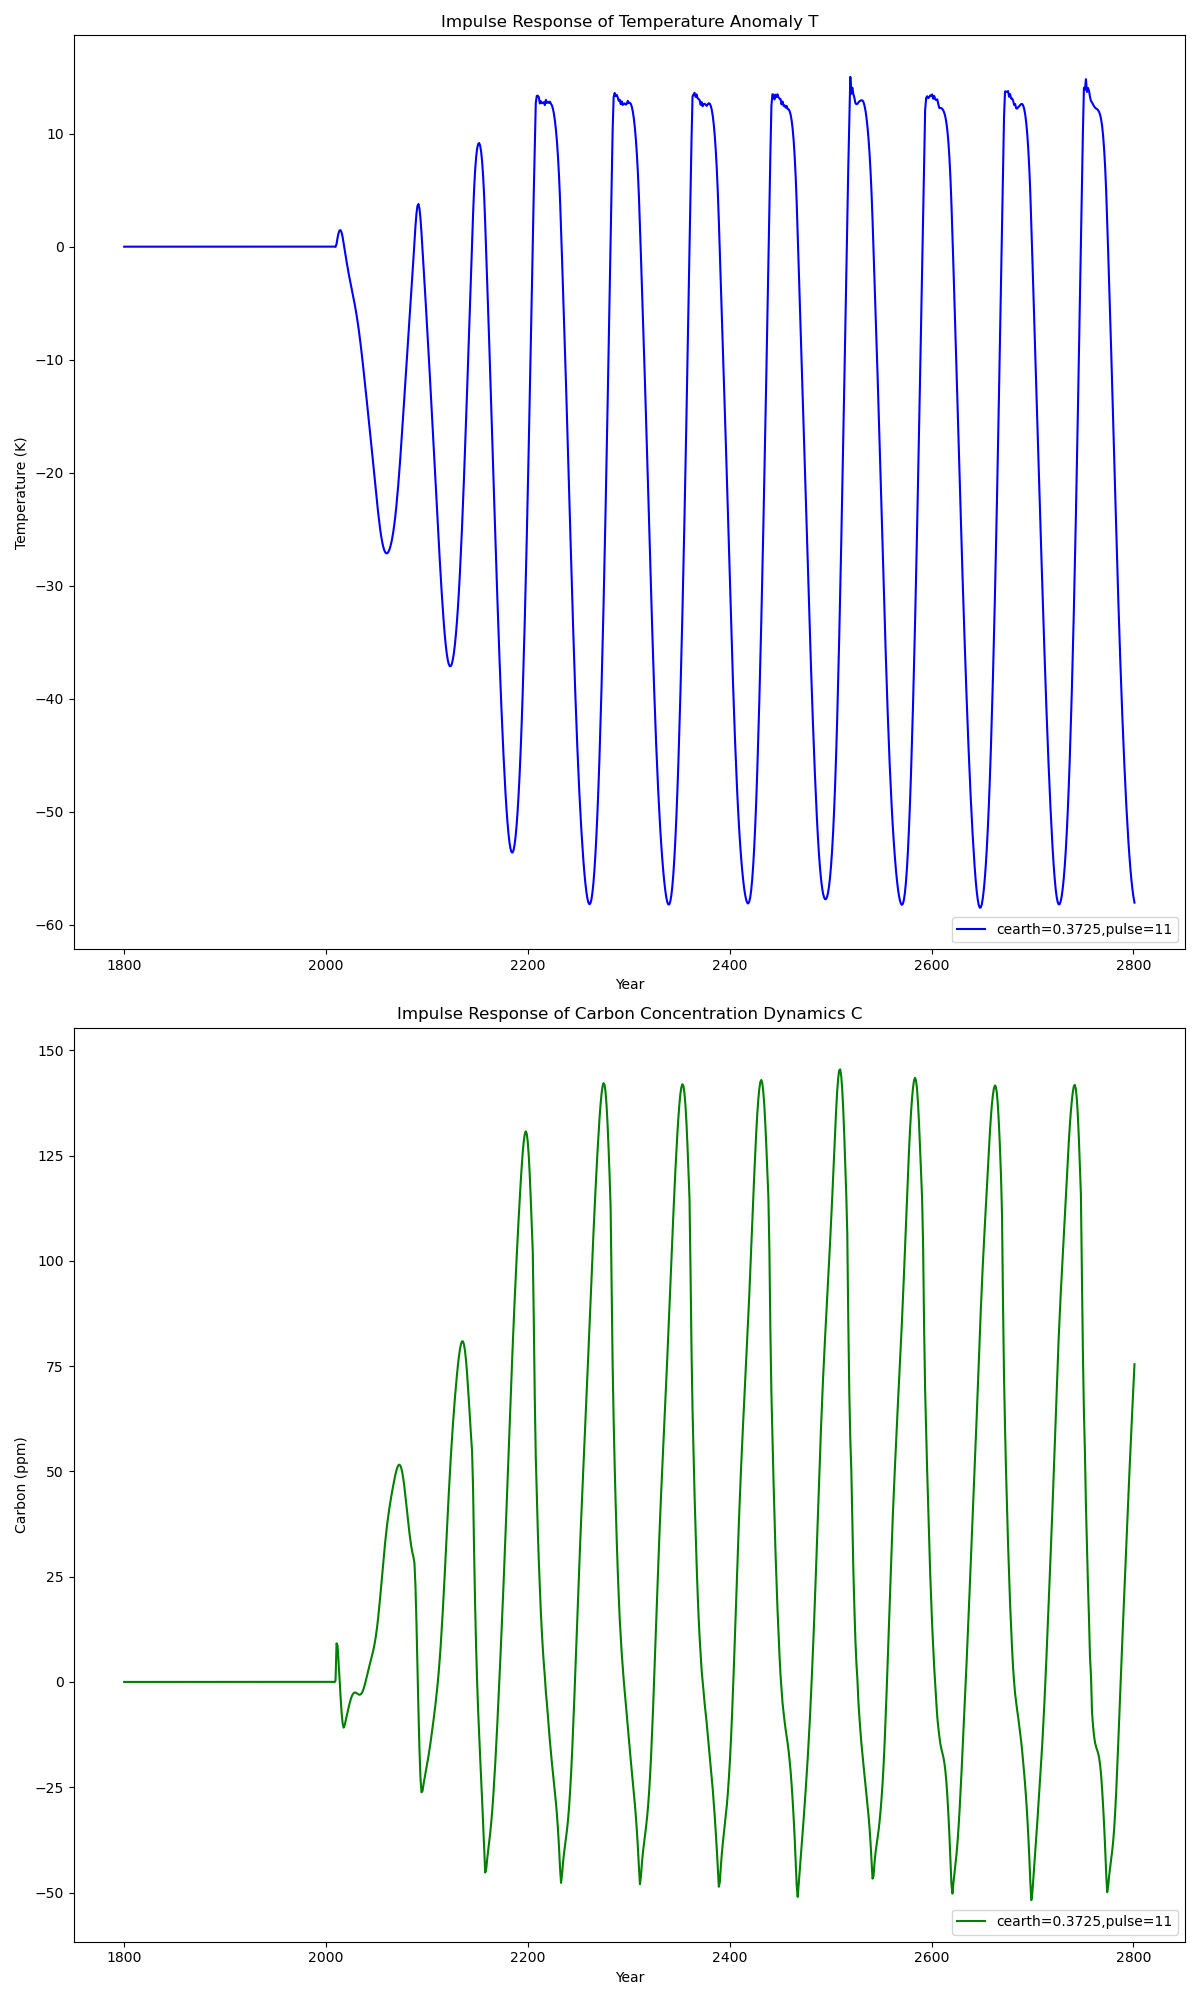 Impulse Response of Temperature Anomaly T
Temperature (K)
10
0
−10
−20
−30
−40
−50
−60
cearth=0.3725,pulse=11
1800 2000 2200 2400 2600 2800
Year
Impulse Response of Carbon Concentration Dynamics C
Carbon (ppm)
150
125
100
75
50
25
0
−25
−50
cearth=0.3725,pulse=11
1800 2000 2200 2400 2600 2800
Year